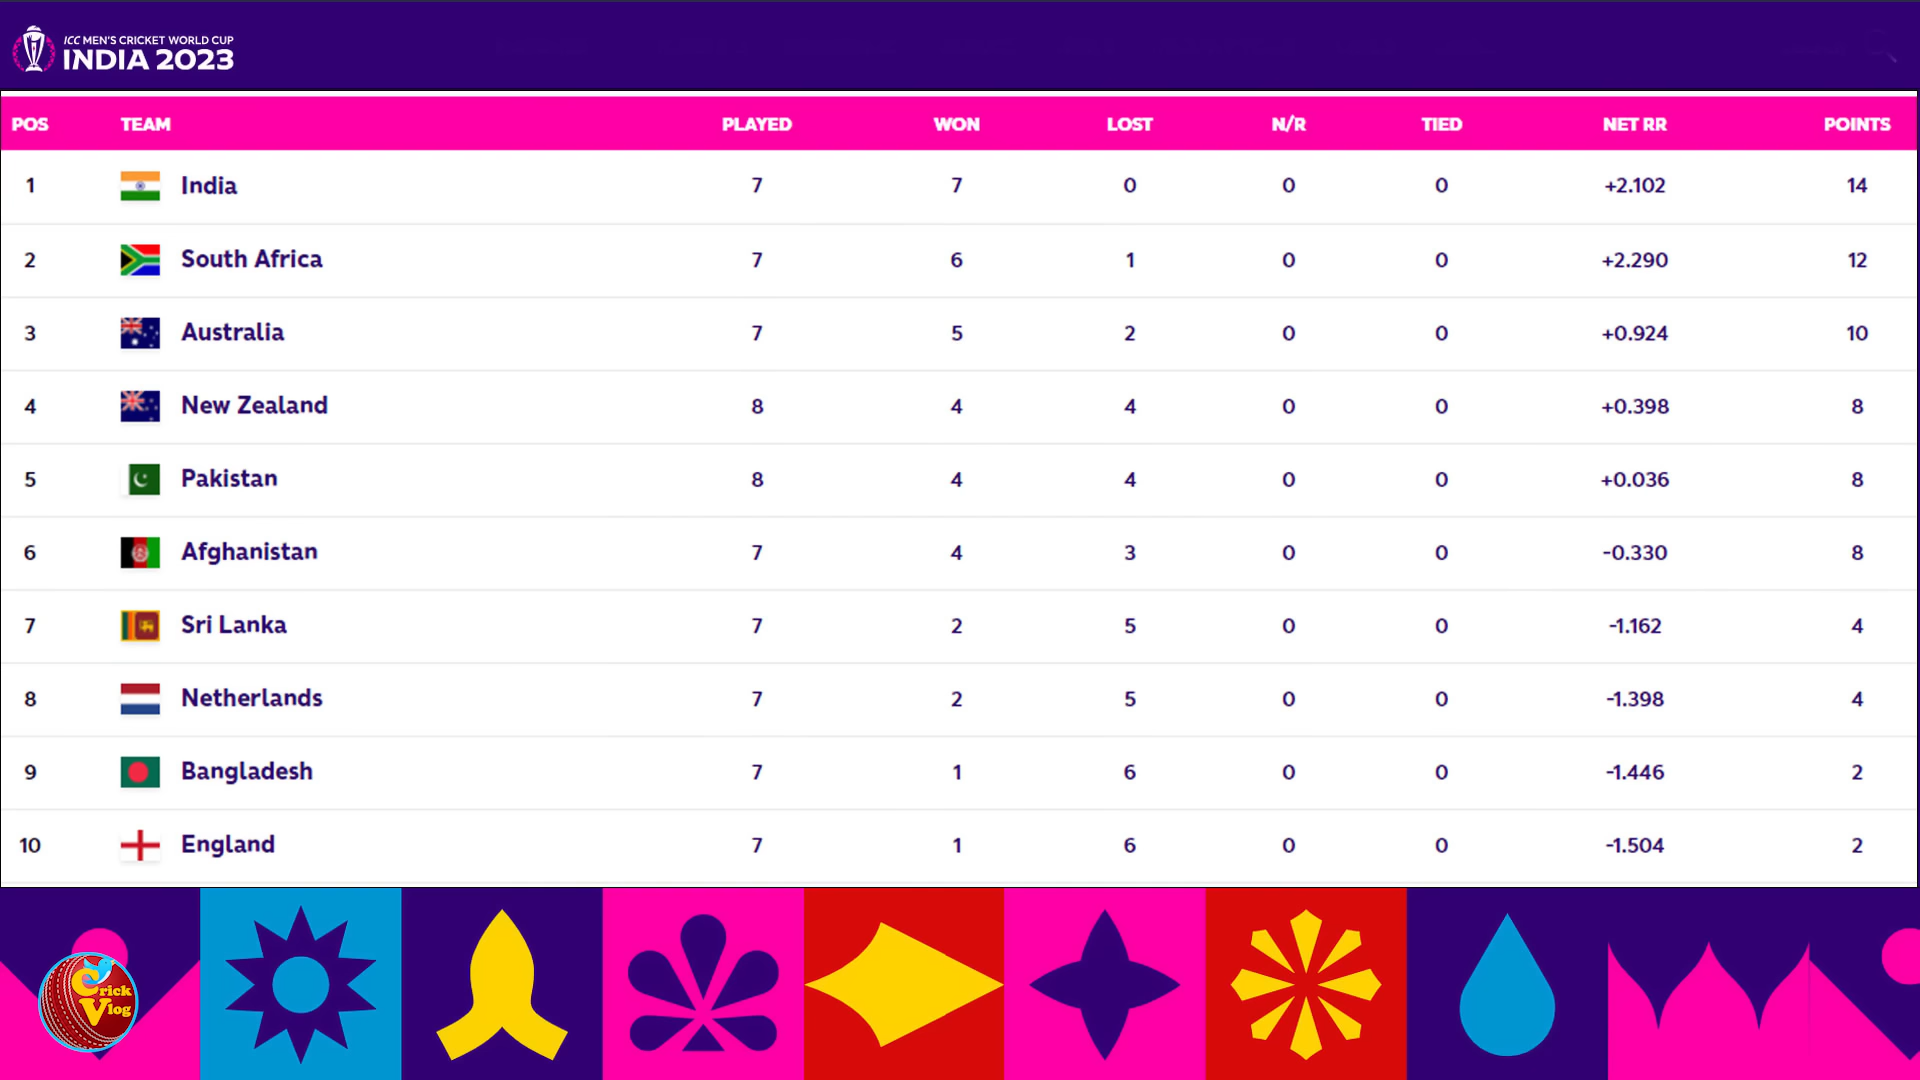 ICC MEN'S CRICKET WORLD CUP
INDIA 2023
POS TEAM PLAYED WON LOST N/R TIED NET RR POINTS
1 India 7 7 0 0 0 +2.102 14
2 South Africa 7 6 1 0 0 +2.290 12
3 Australia 7 5 2 0 0 +0.924 10
4 New Zealand 8 4 4 0 0 +0.398 8
5 Pakistan 8 4 4 0 0 +0.036 8
6 Afghanistan 7 4 3 0 0 -0.330 8
7 Sri Lanka 7 2 5 0 0 -1.162 4
8 Netherlands 7 2 5 0 0 -1.398 4
9 Bangladesh 7 1 6 0 0 -1.446 2
10 England 7 1 6 0 0 -1.504 2
Crick
Vlog